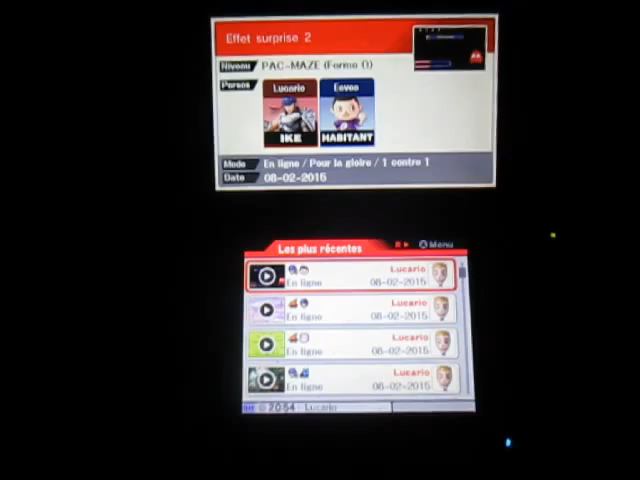 Effet surprise 2
Niveau PAC-MAZE (Forme Ω)
Persos
Lucario Eevee
IKE HABITANT
Mode En ligne / Pour la gloire / 1 contre 1
Date 08-02-2015
Les plus récentes
Ⓐ Menu
Lucario
En ligne 08-02-2015
Lucario
En ligne 08-02-2015
Lucario
En ligne 08-02-2015
Lucario
En ligne 08-02-2015
20:54 Lucario